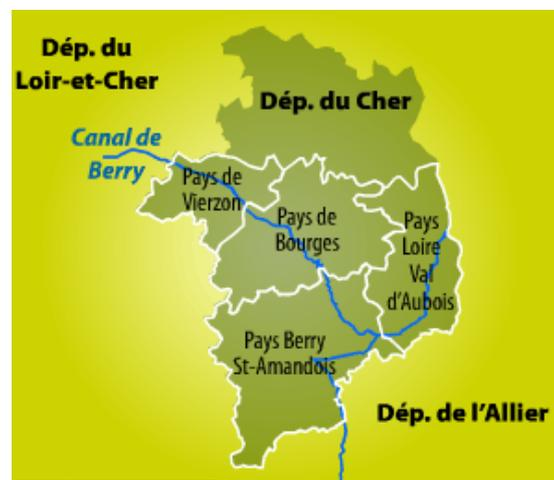 Dép. du
Loir-et-Cher
Dép. du Cher
Canal de
Berry
Pays de
Vierzon
Pays de
Bourges
Pays
Loire
Val
d'Aubois
Pays Berry
St-Amandois
Dép. de l'Allier